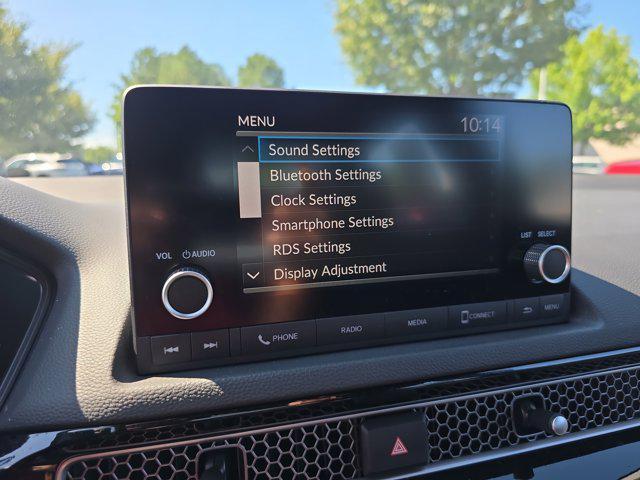 MENU
10:14
Sound Settings
Bluetooth Settings
Clock Settings
Smartphone Settings
RDS Settings
Display Adjustment
VOL AUDIO
LIST SELECT
PHONE RADIO MEDIA CONNECT MENU